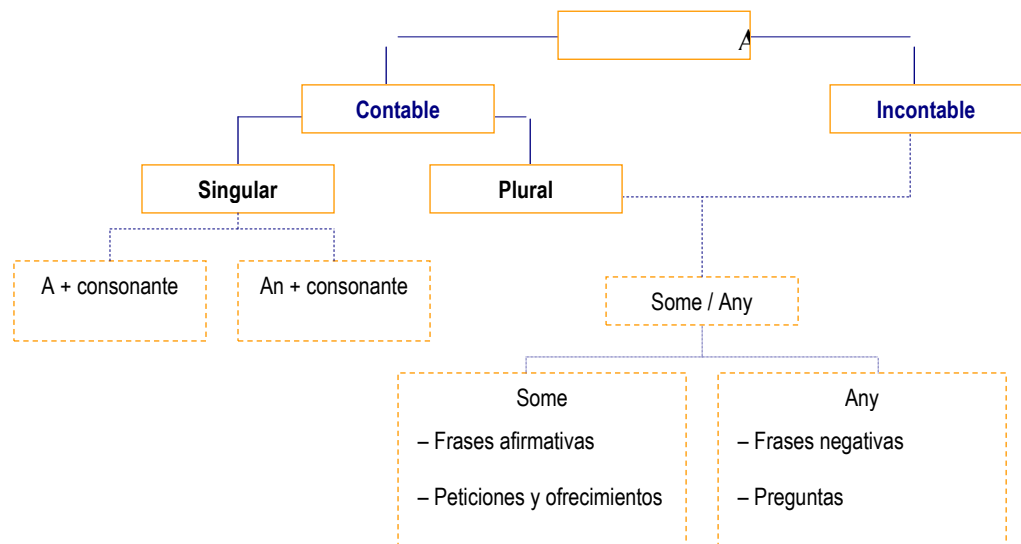 A
Contable
Incontable
Singular
Plural
A + consonante
An + consonante
Some / Any
Some
– Frases afirmativas
– Peticiones y ofrecimientos
Any
– Frases negativas
– Preguntas